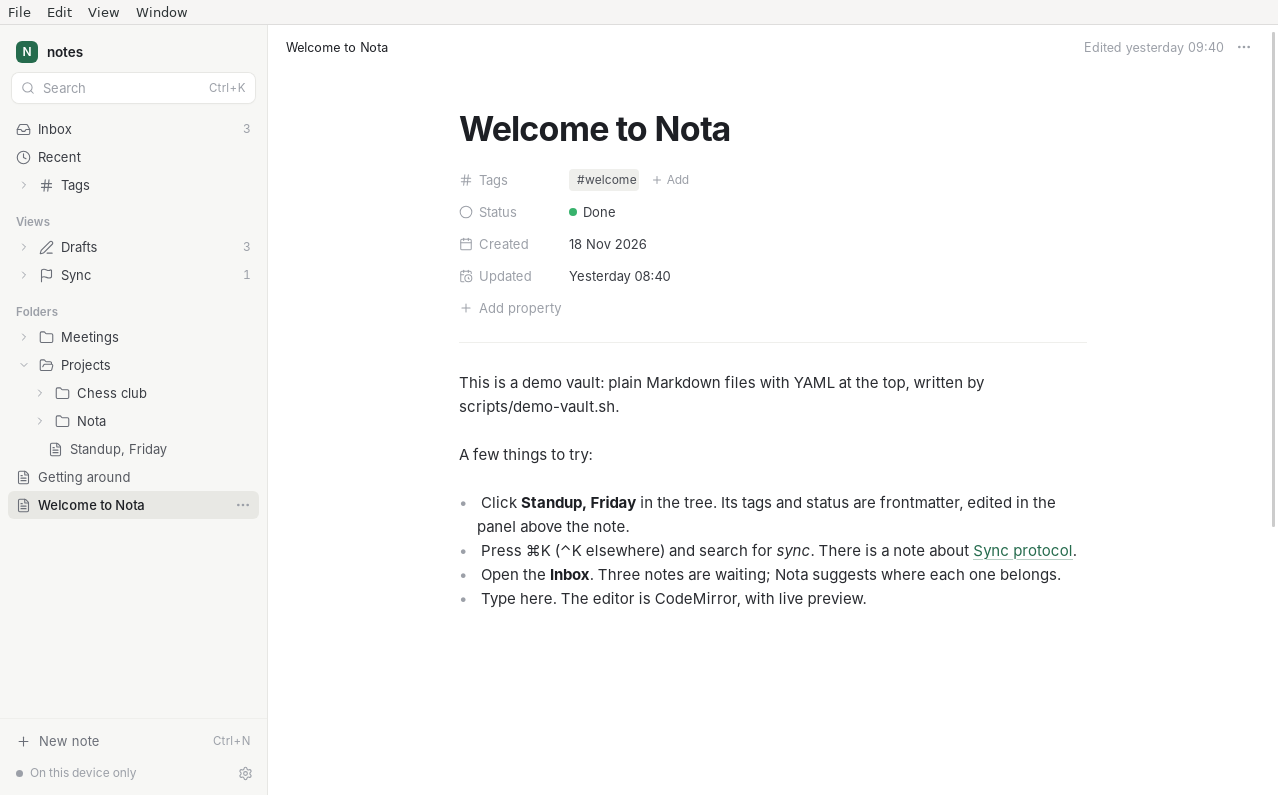 File Edit View Window
N notes
Search Ctrl+K
Inbox 3
Recent
Tags
Views
Drafts 3
Sync 1
Folders
Meetings
Projects
Chess club
Nota
Standup, Friday
Getting around
Welcome to Nota
New note Ctrl+N
On this device only
Welcome to Nota Edited yesterday 09:40
Welcome to Nota
Tags #welcome Add
Status Done
Created 18 Nov 2026
Updated Yesterday 08:40
Add property
This is a demo vault: plain Markdown files with YAML at the top, written by
scripts/demo-vault.sh.
A few things to try:
• Click Standup, Friday in the tree. Its tags and status are frontmatter, edited in the
panel above the note.
• Press ⌘K (^K elsewhere) and search for sync. There is a note about Sync protocol.
• Open the Inbox. Three notes are waiting; Nota suggests where each one belongs.
• Type here. The editor is CodeMirror, with live preview.